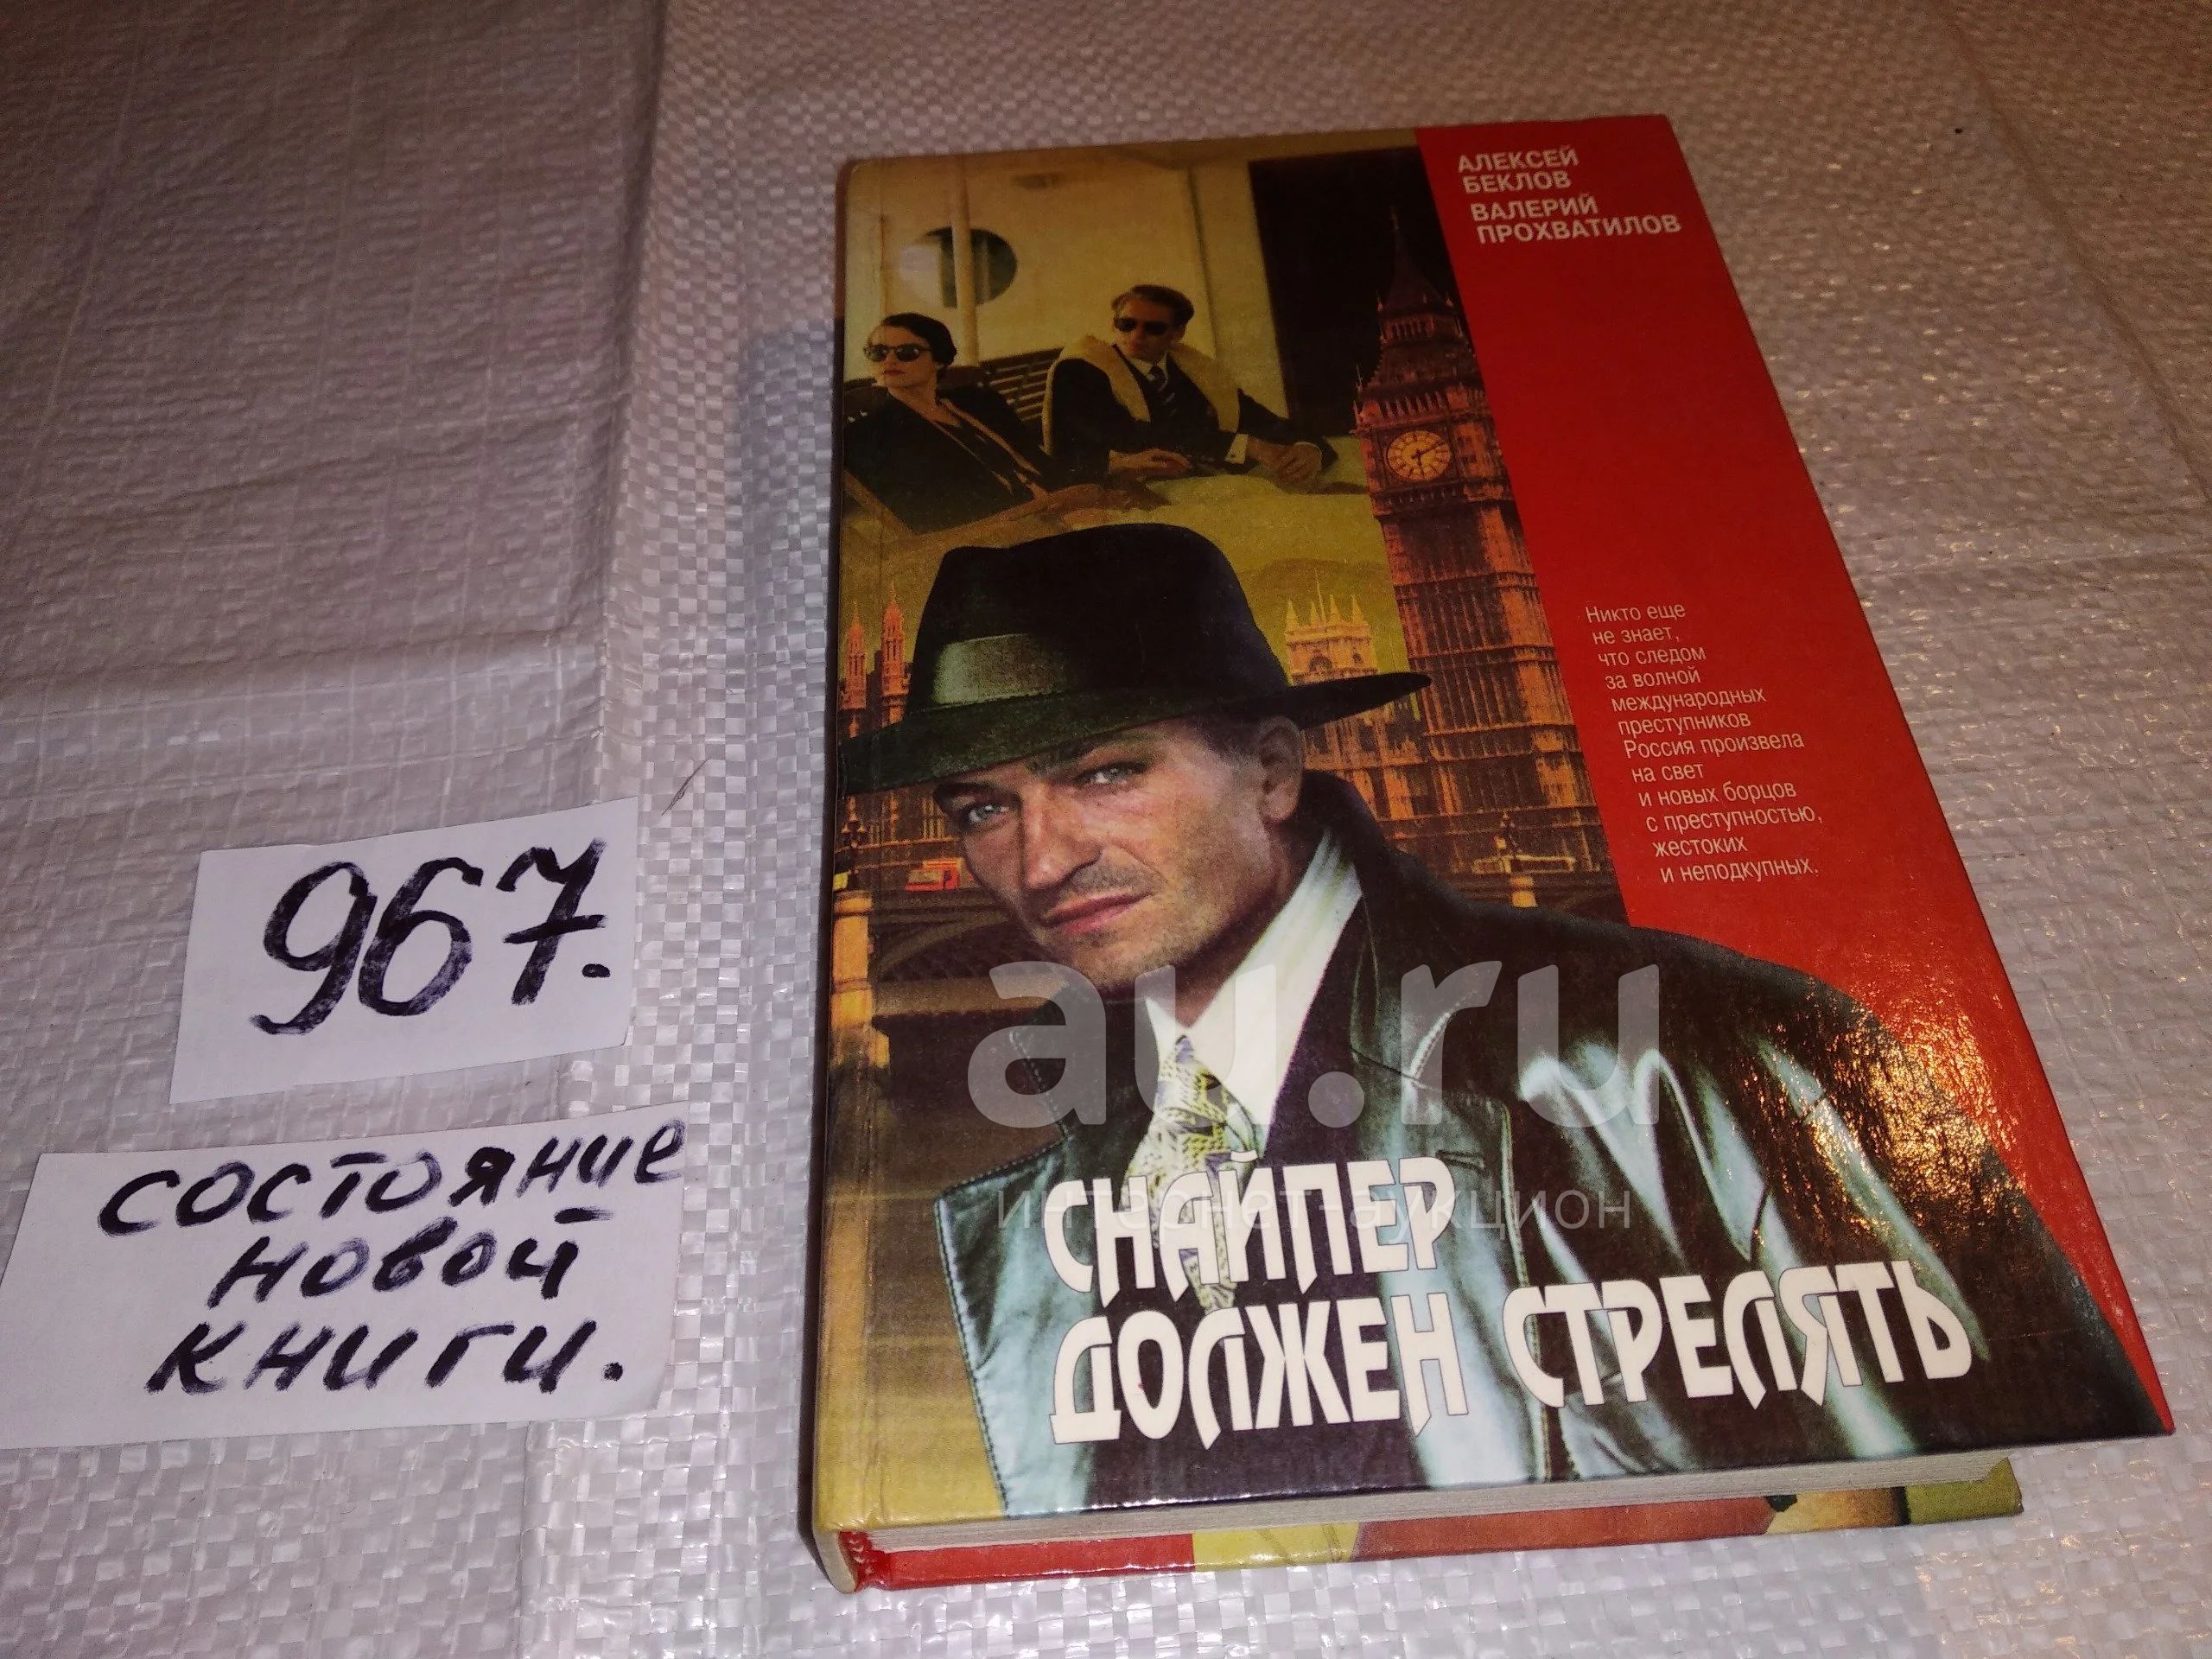 АЛЕКСЕЙ
БЕКЛОВ
ВАЛЕРИЙ
ПРОХВАТИЛОВ
Никто еще
не знает,
что следом
за волной
международных
преступников
Россия произвела
на свет
и новых борцов
с преступностью,
жестоких
и неподкупных.
967.
состояние
новой
книги.
au.ru
интернет-аукцион
СНАЙПЕР
ДОЛЖЕН СТРЕЛЯТЬ